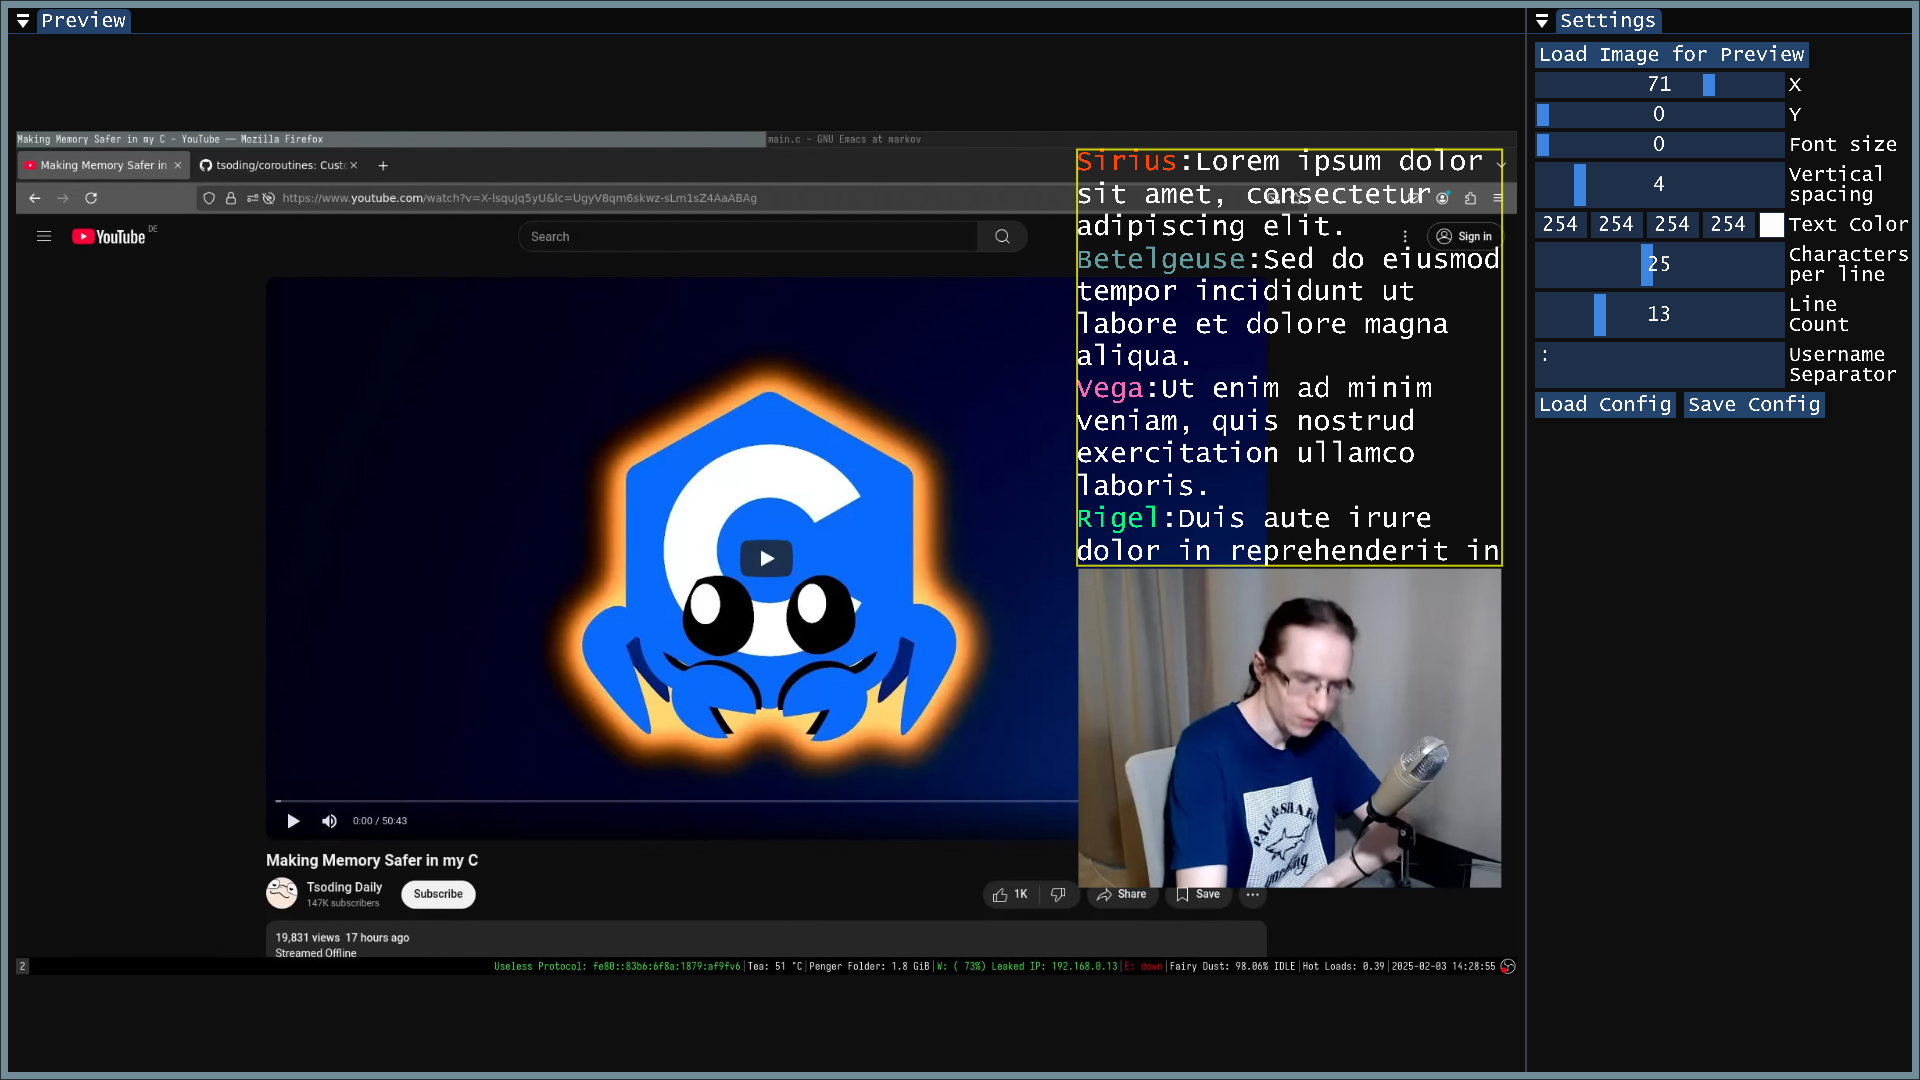 Preview
Settings
Load Image for Preview
71 X
0 Y
0 Font size
4 Vertical spacing
254 254 254 254 Text Color
25 Characters per line
13 Line Count
: Username Separator
Load Config Save Config
Making Memory Safer in my C - YouTube — Mozilla Firefox
main.c - GNU Emacs at markov
Making Memory Safer in
tsoding/coroutines: Cust
https://www.youtube.com/watch?v=X-lsqujq5yU&lc=UgyV8qm6skwz-sLm1sZ4AaABAg
YouTube DE
Search
Sign in
Sirius:Lorem ipsum dolor
sit amet, consectetur
adipiscing elit.
Betelgeuse:Sed do eiusmod
tempor incididunt ut
labore et dolore magna
aliqua.
Vega:Ut enim ad minim
veniam, quis nostrud
exercitation ullamco
laboris.
Rigel:Duis aute irure
dolor in reprehenderit in
0:00 / 50:43
Making Memory Safer in my C
Tsoding Daily
147K subscribers
Subscribe
1K
Share
Save
19,831 views 17 hours ago
Streamed Offline
2
Useless Protocol: fe80::83b6:6f8a:1879:af9fv6|Tea: 51 °C|Penger Folder: 1.8 GiB|W: ( 73%) Leaked IP: 192.168.0.13|E: down|Fairy Dust: 98.06% IDLE|Hot Loads: 0.39|2025-02-03 14:28:55